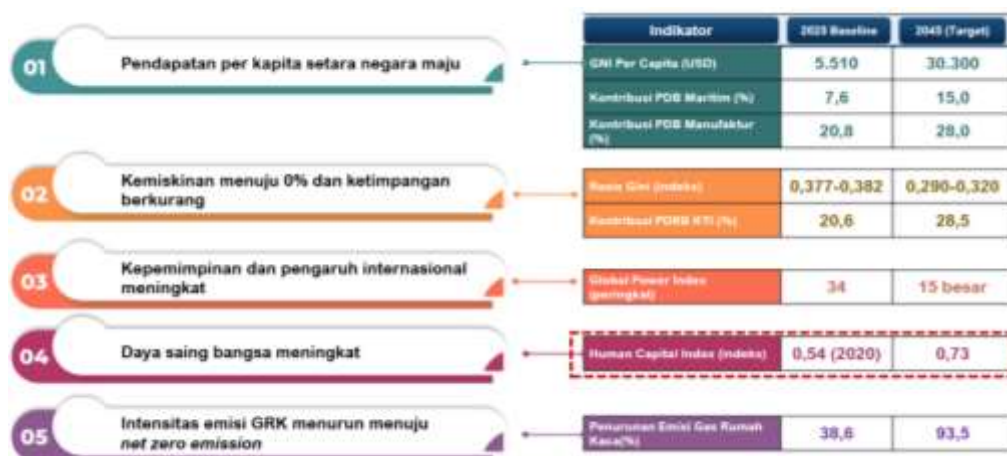 Indikator 2025 Baseline 2045 (Target)
01 Pendapatan per kapita setara negara maju
GNI Per Capita (USD) 5.510 30.300
Kontribusi PDB Maritim (%) 7,6 15,0
Kontribusi PDB Manufaktur
(%) 20,8 28,0
02 Kemiskinan menuju 0% dan ketimpangan
berkurang
Rasio Gini (indeks) 0,377-0,382 0,290-0,320
Kontribusi PDRB KTI (%) 20,6 28,5
03 Kepemimpinan dan pengaruh internasional
meningkat
Global Power Index
(peringkat) 34 15 besar
04 Daya saing bangsa meningkat
Human Capital Index (indeks) 0,54 (2020) 0,73
05 Intensitas emisi GRK menurun menuju
net zero emission
Penurunan Emisi Gas Rumah
Kaca(%) 38,6 93,5